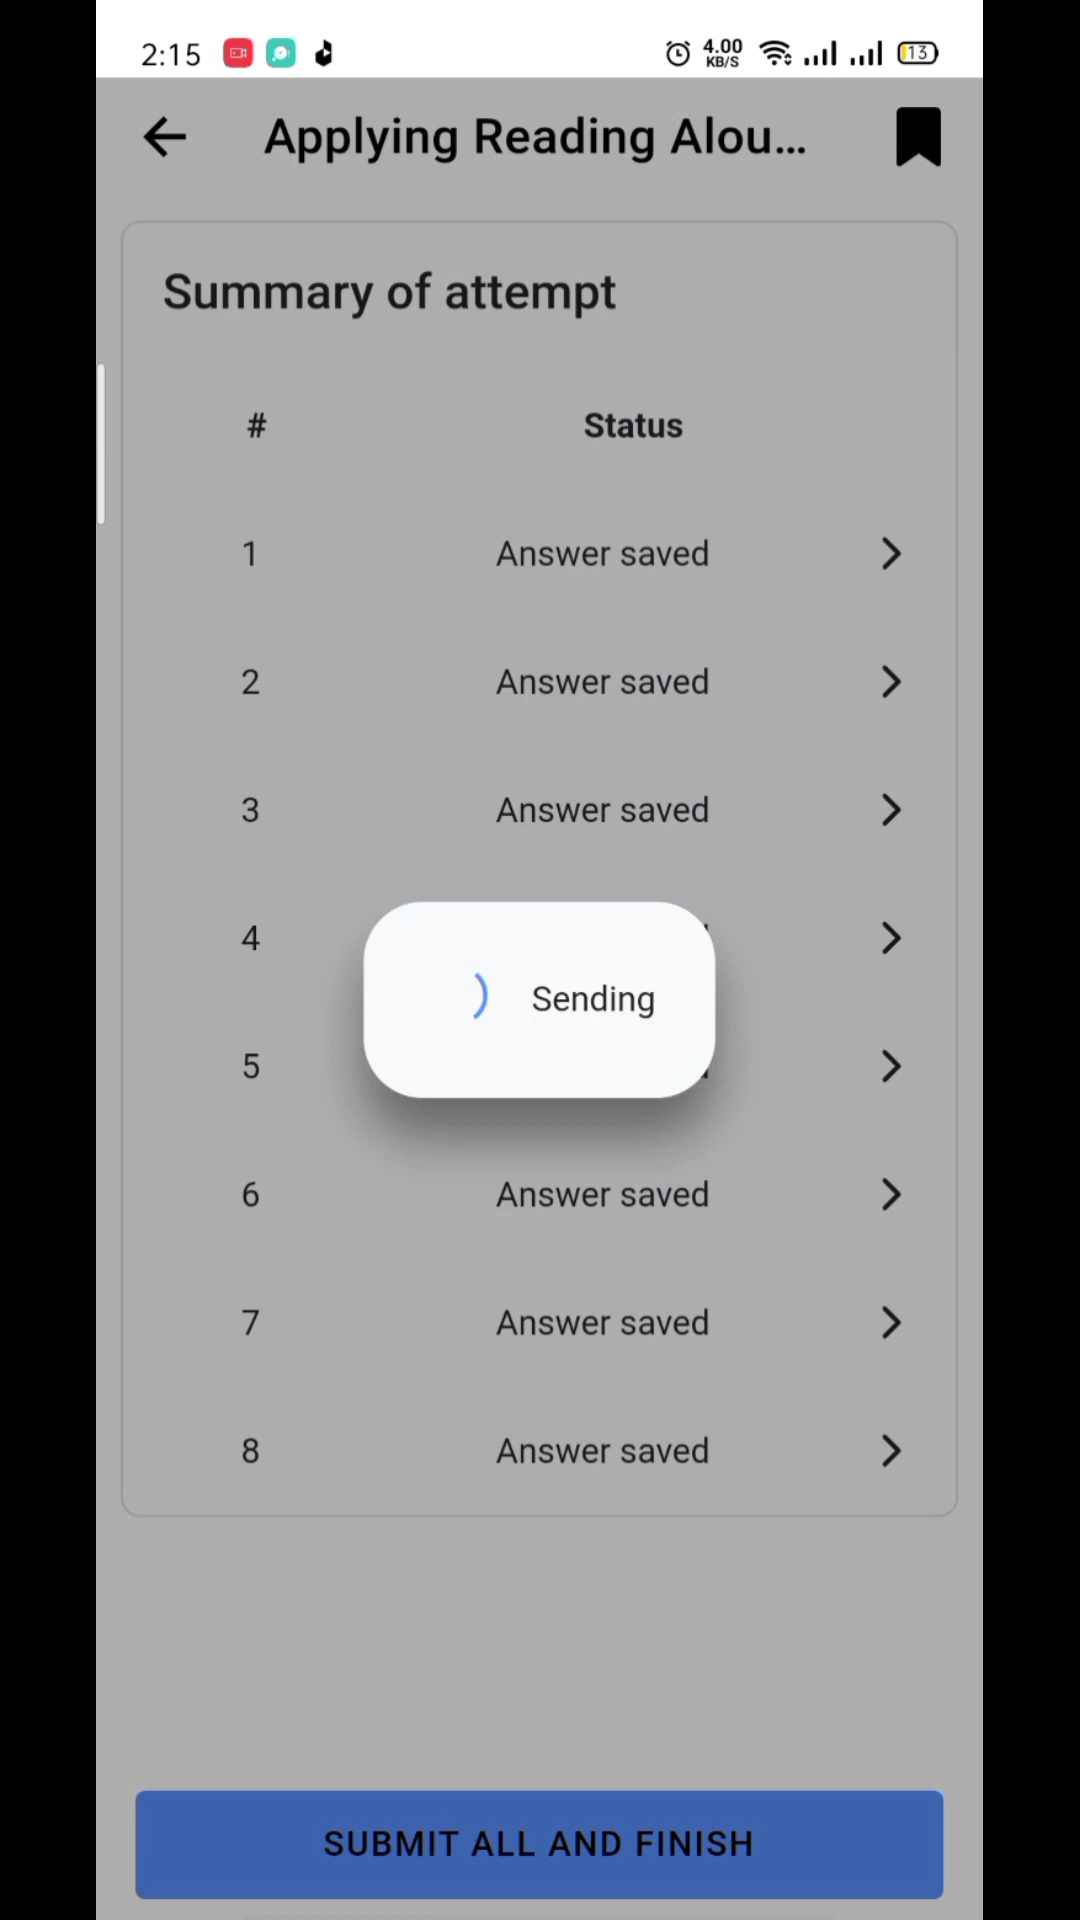 2:15
4.00
KB/S
13
Applying Reading Alou...
Summary of attempt
# Status
1 Answer saved
2 Answer saved
3 Answer saved
4
Sending
5
6 Answer saved
7 Answer saved
8 Answer saved
SUBMIT ALL AND FINISH